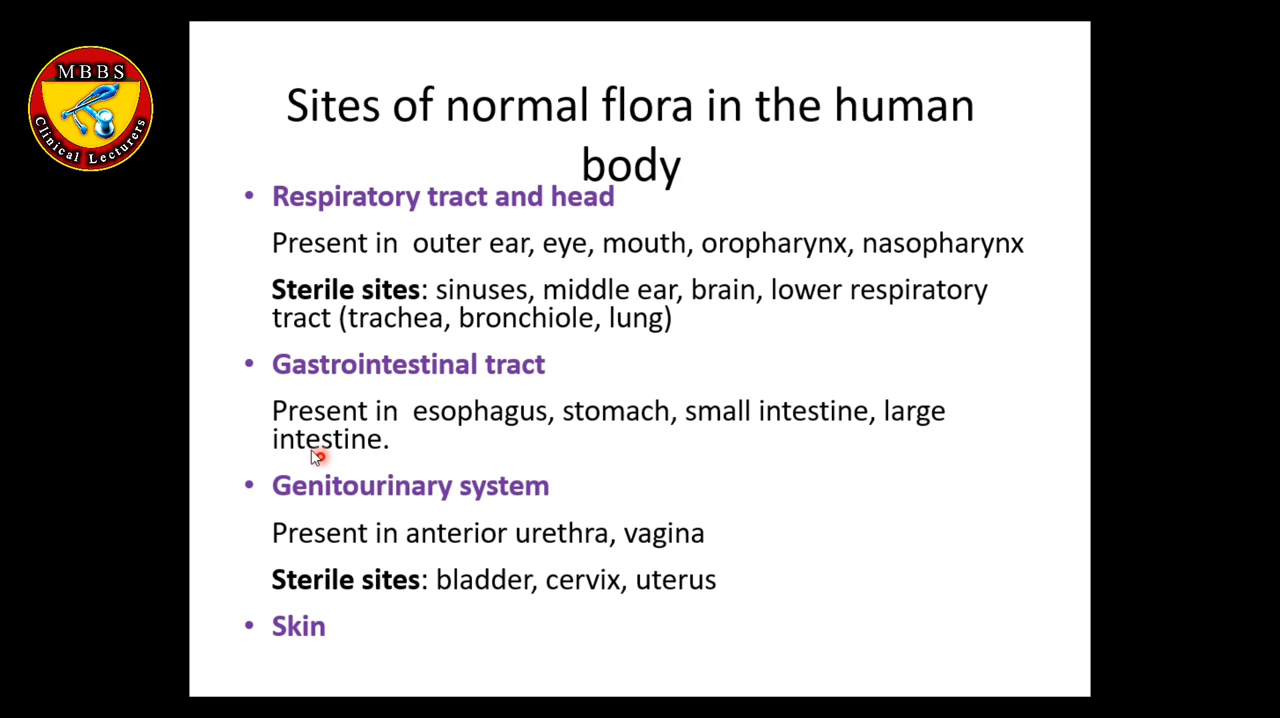 MBBS
Clinical Lecturers
Sites of normal flora in the human
body
• Respiratory tract and head
Present in outer ear, eye, mouth, oropharynx, nasopharynx
Sterile sites: sinuses, middle ear, brain, lower respiratory
tract (trachea, bronchiole, lung)
• Gastrointestinal tract
Present in esophagus, stomach, small intestine, large
intestine.
• Genitourinary system
Present in anterior urethra, vagina
Sterile sites: bladder, cervix, uterus
• Skin